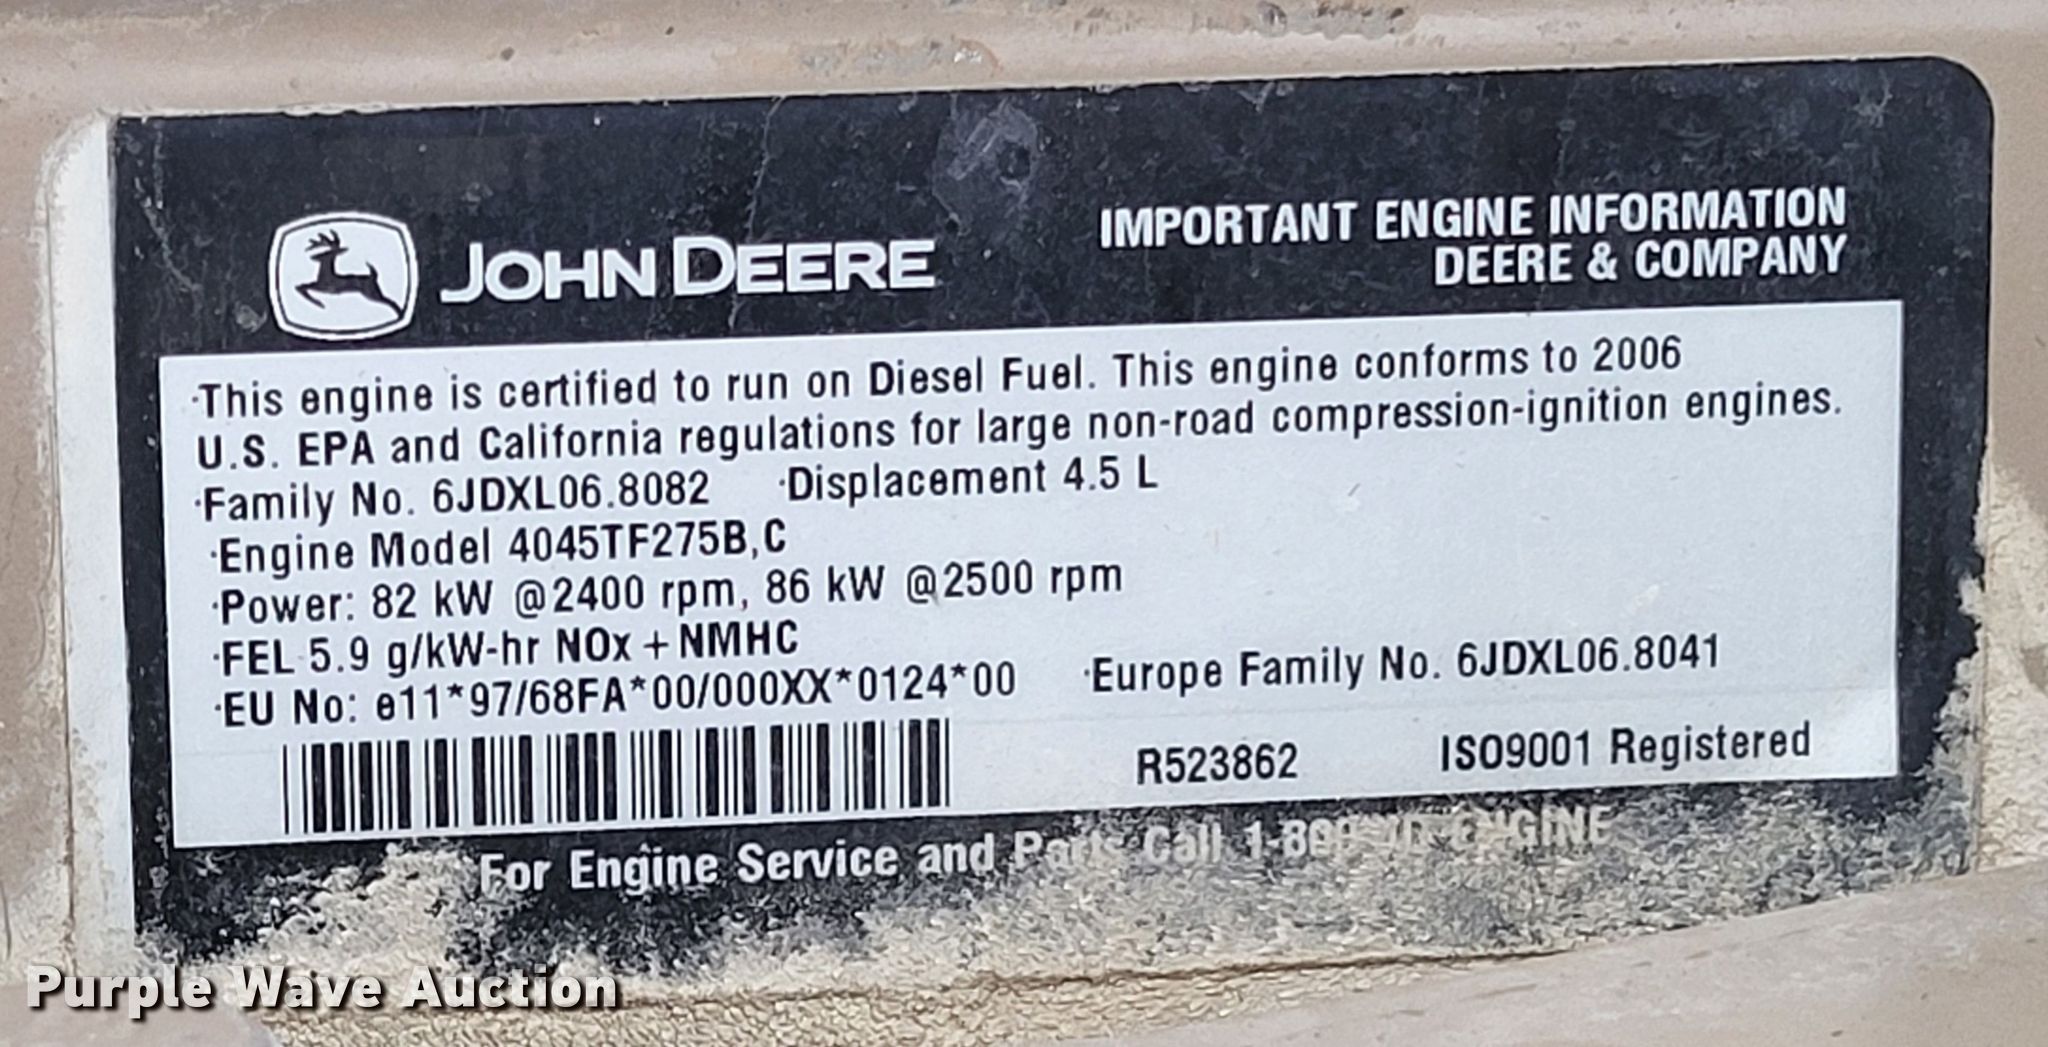 JOHN DEERE
IMPORTANT ENGINE INFORMATION
DEERE & COMPANY
·This engine is certified to run on Diesel Fuel. This engine conforms to 2006
U.S. EPA and California regulations for large non-road compression-ignition engines.
·Family No. 6JDXL06.8082 ·Displacement 4.5 L
·Engine Model 4045TF275B,C
·Power: 82 kW @2400 rpm, 86 kW @2500 rpm
·FEL 5.9 g/kW-hr NOx + NMHC
·EU No: e11*97/68FA*00/000XX*0124*00 ·Europe Family No. 6JDXL06.8041
R523862 ISO9001 Registered
For Engine Service and Parts Call ENGINE
Purple Wave Auction